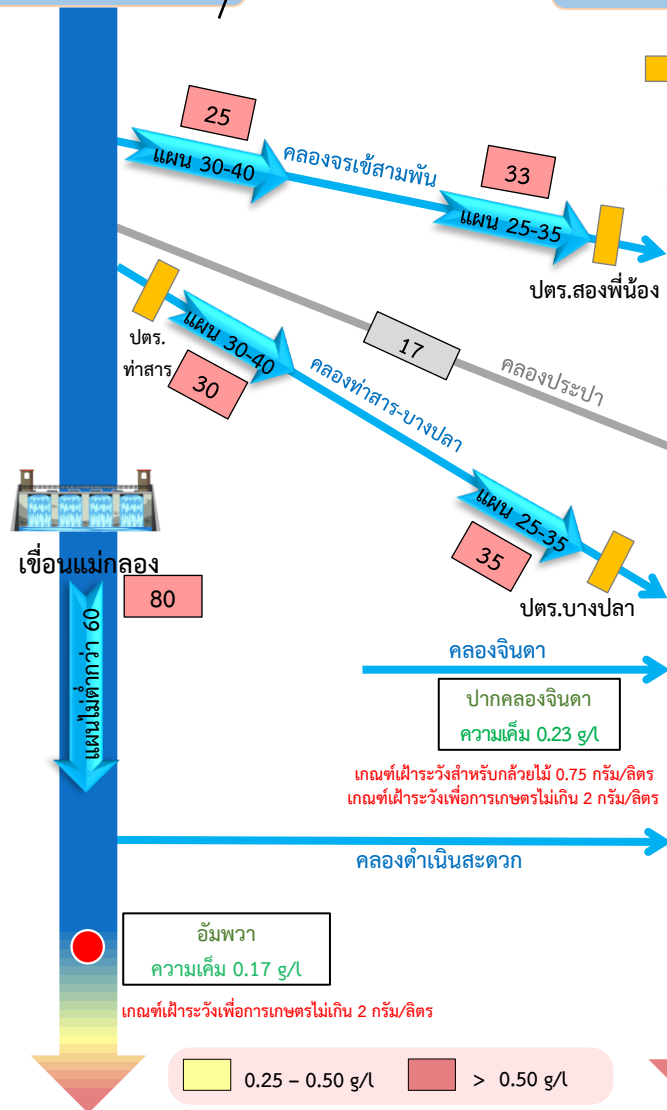 25
แผน 30-40
คลองจรเข้สามพัน
33
แผน 25-35
ปตร.สองพี่น้อง
ปตร.
ท่าสาร
แผน 30-40
30
17
คลองประปา
คลองท่าสาร-บางปลา
แผน 25-35
35
ปตร.บางปลา
เขื่อนแม่กลอง
80
แผนไม่ต่ำกว่า 60
คลองจินดา
ปากคลองจินดา
ความเค็ม 0.23 g/l
เกณฑ์เฝ้าระวังสำหรับกล้วยไม้ 0.75 กรัม/ลิตร
เกณฑ์เฝ้าระวังเพื่อการเกษตรไม่เกิน 2 กรัม/ลิตร
คลองดำเนินสะดวก
อัมพวา
ความเค็ม 0.17 g/l
เกณฑ์เฝ้าระวังเพื่อการเกษตรไม่เกิน 2 กรัม/ลิตร
0.25 – 0.50 g/l
> 0.50 g/l